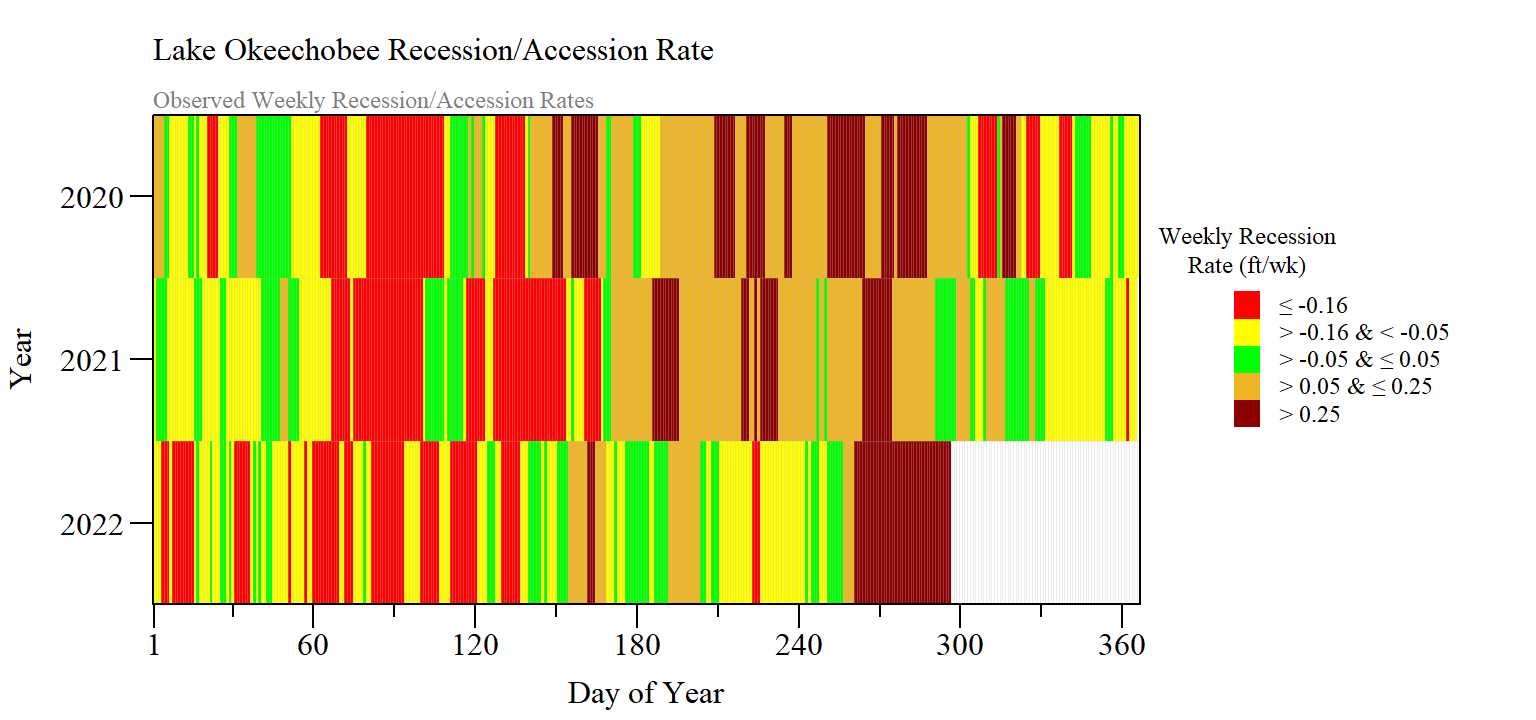 Lake Okeechobee Recession/Accession Rate
Observed Weekly Recession/Accession Rates
Year
2020
2021
2022
1 60 120 180 240 300 360
Day of Year
Weekly Recession
Rate (ft/wk)
≤ -0.16
> -0.16 & < -0.05
> -0.05 & ≤ 0.05
> 0.05 & ≤ 0.25
> 0.25